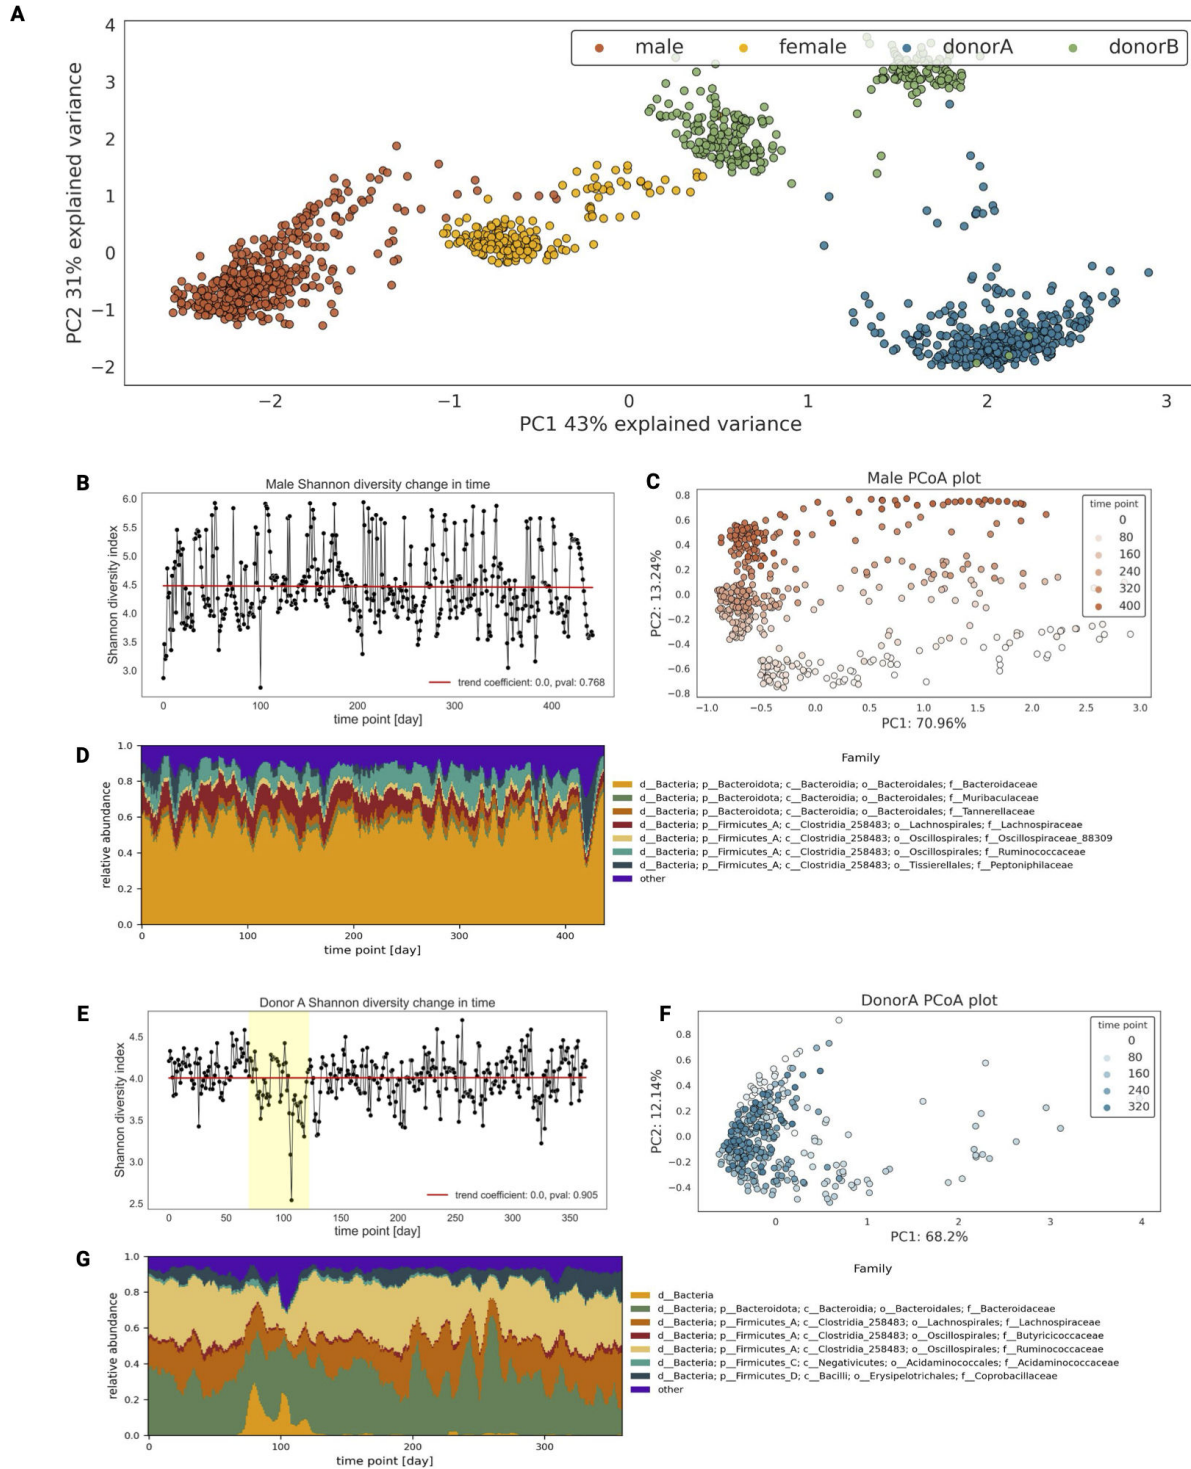 A
male female donorA donorB
4
3
2
1
0
−1
−2
PC2 31% explained variance
−2 −1 0 1 2 3
PC1 43% explained variance
B
Male Shannon diversity change in time
6.0
5.5
5.0
4.5
4.0
3.5
3.0
Shannon diversity index
trend coefficient: 0.0, pval: 0.768
0 100 200 300 400
time point [day]
C
Male PCoA plot
0.8
0.6
0.4
0.2
0.0
−0.2
−0.4
−0.6
−0.8
PC2: 13.24%
time point
0
80
160
240
320
400
−1.0 −0.5 0.0 0.5 1.0 1.5 2.0 2.5 3.0
PC1: 70.96%
D
1.0
0.8
0.6
0.4
0.2
0.0
relative abundance
0 100 200 300 400
time point [day]
Family
d__Bacteria; p__Bacteroidota; c__Bacteroidia; o__Bacteroidales; f__Bacteroidaceae
d__Bacteria; p__Bacteroidota; c__Bacteroidia; o__Bacteroidales; f__Muribaculaceae
d__Bacteria; p__Bacteroidota; c__Bacteroidia; o__Bacteroidales; f__Tannerellaceae
d__Bacteria; p__Firmicutes_A; c__Clostridia_258483; o__Lachnospirales; f__Lachnospiraceae
d__Bacteria; p__Firmicutes_A; c__Clostridia_258483; o__Oscillospirales; f__Oscillospiraceae_88309
d__Bacteria; p__Firmicutes_A; c__Clostridia_258483; o__Oscillospirales; f__Ruminococcaceae
d__Bacteria; p__Firmicutes_A; c__Clostridia_258483; o__Tissierellales; f__Peptoniphilaceae
other
E
Donor A Shannon diversity change in time
4.5
4.0
3.5
3.0
2.5
Shannon diversity index
trend coefficient: 0.0, pval: 0.905
0 50 100 150 200 250 300 350
time point [day]
F
DonorA PCoA plot
0.8
0.6
0.4
0.2
0.0
−0.2
−0.4
PC2: 12.14%
time point
0
80
160
240
320
0 1 2 3 4
PC1: 68.2%
G
1.0
0.8
0.6
0.4
0.2
0.0
relative abundance
0 100 200 300
time point [day]
Family
d__Bacteria
d__Bacteria; p__Bacteroidota; c__Bacteroidia; o__Bacteroidales; f__Bacteroidaceae
d__Bacteria; p__Firmicutes_A; c__Clostridia_258483; o__Lachnospirales; f__Lachnospiraceae
d__Bacteria; p__Firmicutes_A; c__Clostridia_258483; o__Oscillospirales; f__Butyricicoccaceae
d__Bacteria; p__Firmicutes_A; c__Clostridia_258483; o__Oscillospirales; f__Ruminococcaceae
d__Bacteria; p__Firmicutes_C; c__Negativicutes; o__Acidaminococcales; f__Acidaminococcaceae
d__Bacteria; p__Firmicutes_D; c__Bacilli; o__Erysipelotrichales; f__Coprobacillaceae
other